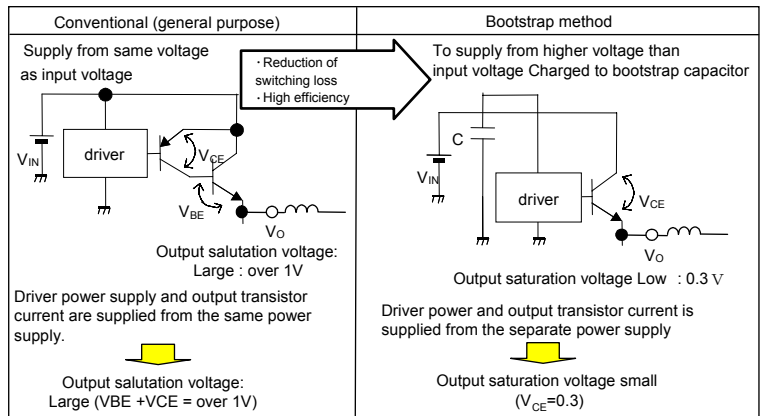 Conventional (general purpose)
Supply from same voltage
as input voltage
・Reduction of
switching loss
・High efficiency
VIN
driver
VCE
VBE
VO
Output salutation voltage:
Large : over 1V
Driver power supply and output transistor
current are supplied from the same power
supply.
Output salutation voltage:
Large (VBE +VCE = over 1V)
Bootstrap method
To supply from higher voltage than
input voltage Charged to bootstrap capacitor
C
VIN
driver
VCE
VO
Output saturation voltage Low : 0.3 V
Driver power and output transistor current is
supplied from the separate power supply
Output saturation voltage small
(VCE=0.3)